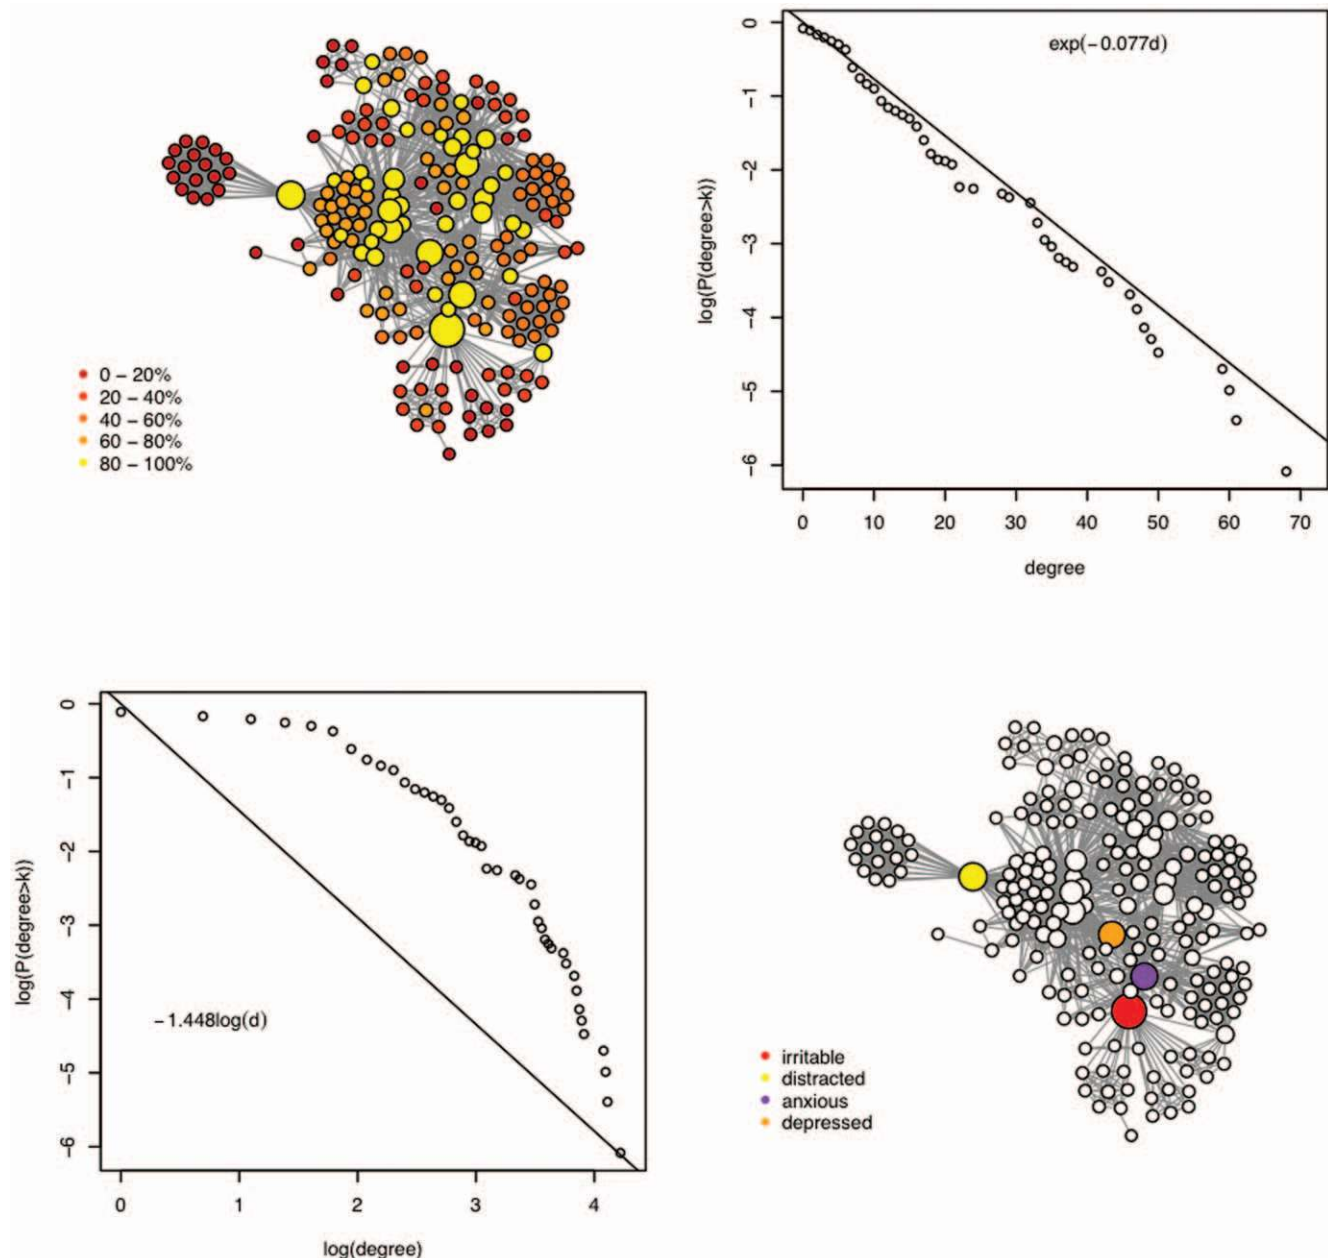 0 – 20%
20 – 40%
40 – 60%
60 – 80%
80 – 100%
exp(−0.077d)
log(P(degree>k))
0
−1
−2
−3
−4
−5
−6
0 10 20 30 40 50 60 70
degree
−1.448log(d)
log(P(degree>k))
0
−1
−2
−3
−4
−5
−6
0 1 2 3 4
log(degree)
irritable
distracted
anxious
depressed